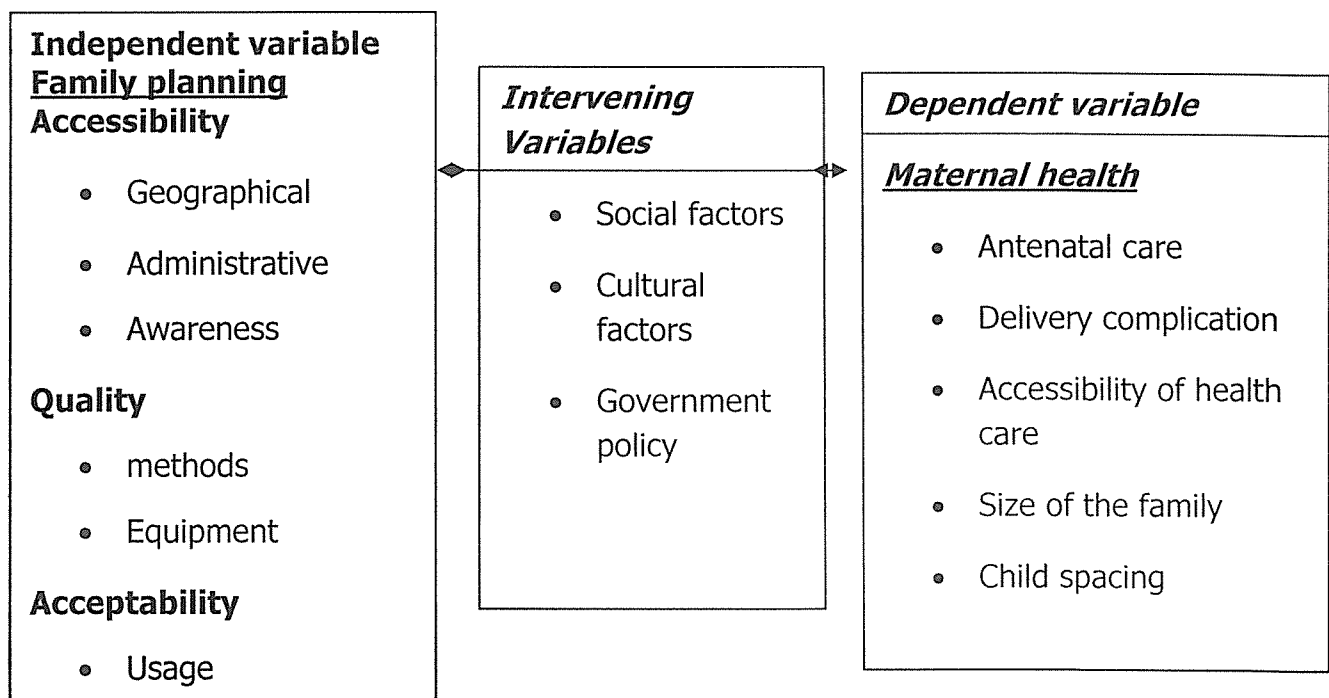 Independent variable
Family planning
Accessibility
• Geographical
• Administrative
• Awareness
Quality
• methods
• Equipment
Acceptability
• Usage
Intervening
Variables
• Social factors
• Cultural
factors
• Government
policy
Dependent variable
Maternal health
• Antenatal care
• Delivery complication
• Accessibility of health
care
• Size of the family
• Child spacing